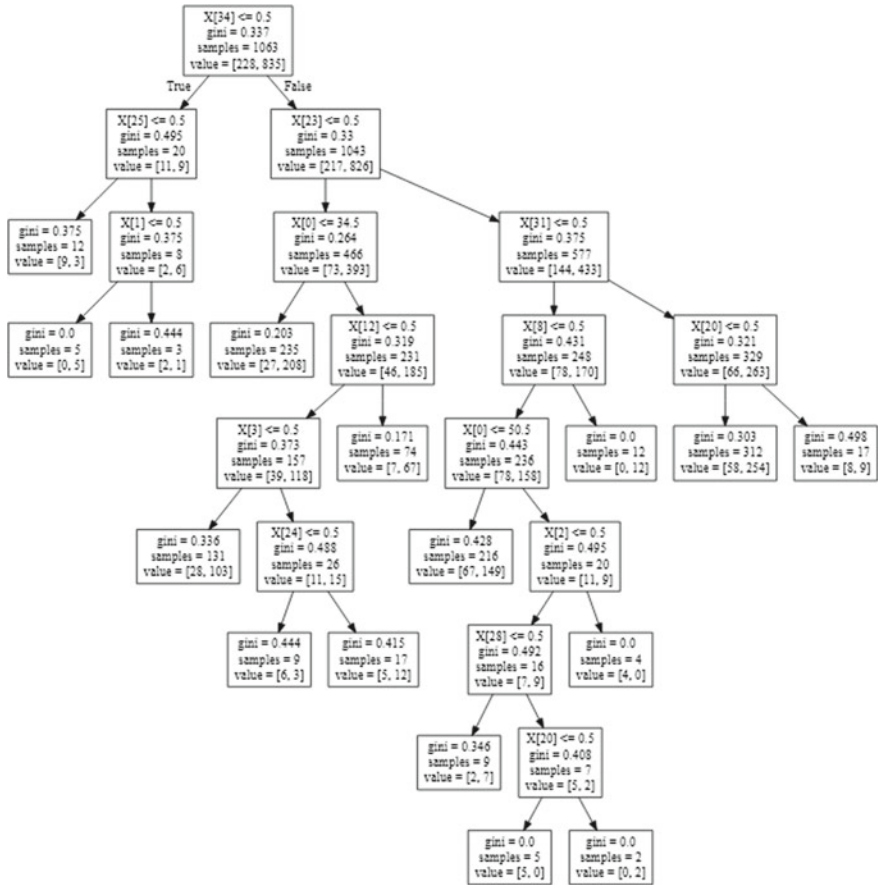 X[34] <= 0.5
gini = 0.337
samples = 1063
value = [228, 835]
True
False
X[25] <= 0.5
gini = 0.495
samples = 20
value = [11, 9]
X[23] <= 0.5
gini = 0.33
samples = 1043
value = [217, 826]
gini = 0.375
samples = 12
value = [9, 3]
X[1] <= 0.5
gini = 0.375
samples = 8
value = [2, 6]
X[0] <= 34.5
gini = 0.264
samples = 466
value = [73, 393]
X[31] <= 0.5
gini = 0.375
samples = 577
value = [144, 433]
gini = 0.0
samples = 5
value = [0, 5]
gini = 0.444
samples = 3
value = [2, 1]
gini = 0.203
samples = 235
value = [27, 208]
X[12] <= 0.5
gini = 0.319
samples = 231
value = [46, 185]
X[8] <= 0.5
gini = 0.431
samples = 248
value = [78, 170]
X[20] <= 0.5
gini = 0.321
samples = 329
value = [66, 263]
X[3] <= 0.5
gini = 0.373
samples = 157
value = [39, 118]
gini = 0.171
samples = 74
value = [7, 67]
X[0] <= 50.5
gini = 0.443
samples = 236
value = [78, 158]
gini = 0.0
samples = 12
value = [0, 12]
gini = 0.303
samples = 312
value = [58, 254]
gini = 0.498
samples = 17
value = [8, 9]
gini = 0.336
samples = 131
value = [28, 103]
X[24] <= 0.5
gini = 0.488
samples = 26
value = [11, 15]
gini = 0.428
samples = 216
value = [67, 149]
X[2] <= 0.5
gini = 0.495
samples = 20
value = [11, 9]
gini = 0.444
samples = 9
value = [6, 3]
gini = 0.415
samples = 17
value = [5, 12]
X[28] <= 0.5
gini = 0.492
samples = 16
value = [7, 9]
gini = 0.0
samples = 4
value = [4, 0]
gini = 0.346
samples = 9
value = [2, 7]
X[20] <= 0.5
gini = 0.408
samples = 7
value = [5, 2]
gini = 0.0
samples = 5
value = [5, 0]
gini = 0.0
samples = 2
value = [0, 2]